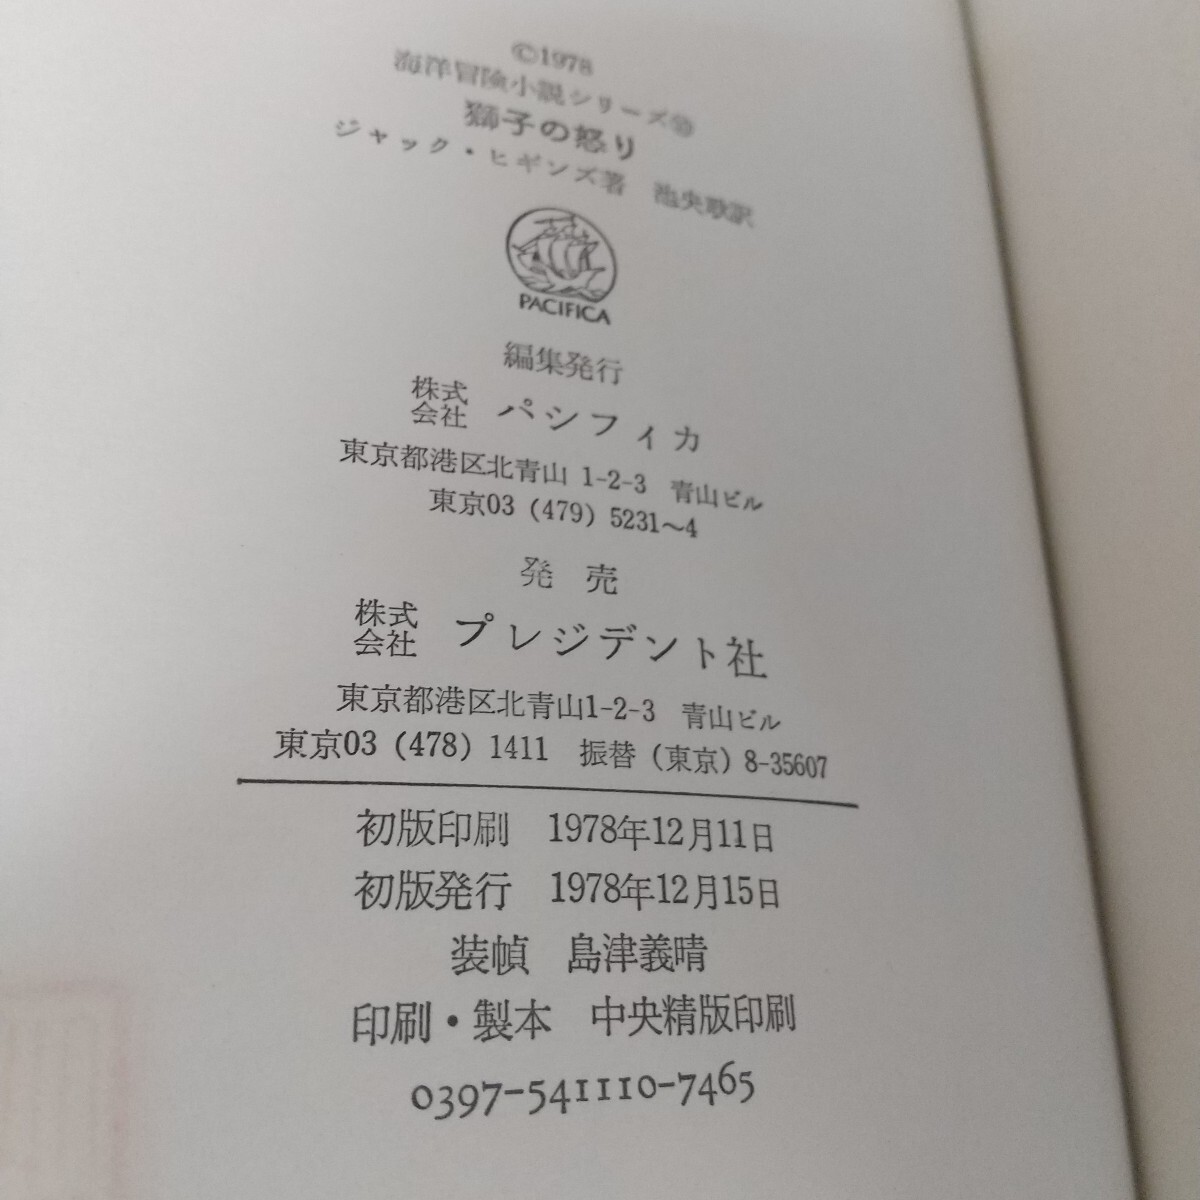 ©1978
海洋冒険小説シリーズ
獅子の怒り
ジャック・ヒギンズ著 池央耿訳
PACIFICA
編集発行
株式会社 パシフィカ
東京都港区北青山 1-2-3 青山ビル
東京03 (479) 5231～4
発売
株式会社 プレジデント社
東京都港区北青山1-2-3 青山ビル
東京03 (478) 1411 振替 (東京) 8-35607
初版印刷 1978年12月11日
初版発行 1978年12月15日
装幀 島津義晴
印刷・製本 中央精版印刷
0397-541110-7465